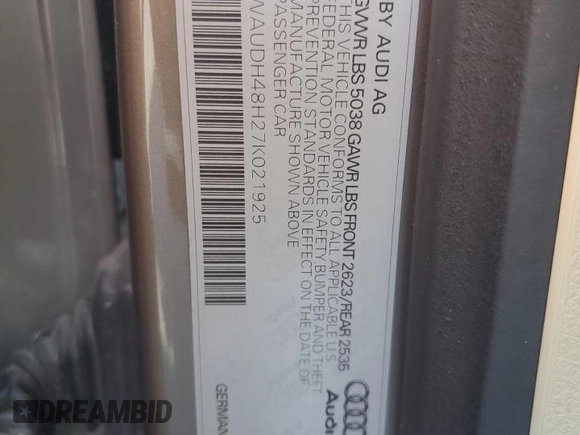 BY AUDI AG
GVWR LBS 5038 GAWR LBS FRONT 2623/REAR 2535
THIS VEHICLE CONFORMS TO ALL APPLICABLE U S
FEDERAL MOTOR VEHICLE SAFETY BUMPER AND THEFT
PREVENTION STANDARDS IN EFFECT ON THE DATE OF
MANUFACTURE SHOWN ABOVE
PASSENGER CAR
WAUDH48H27K021925
GERMAN
Audi
DREAMBID